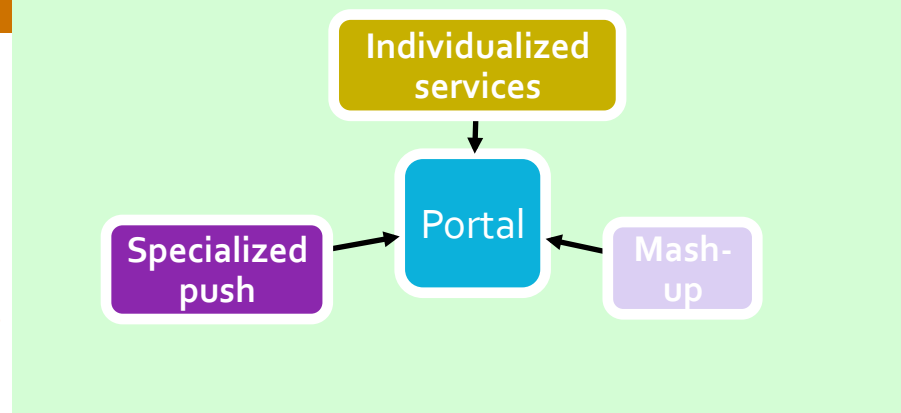 Individualized
services
Portal
Specialized
push
Mash-
up